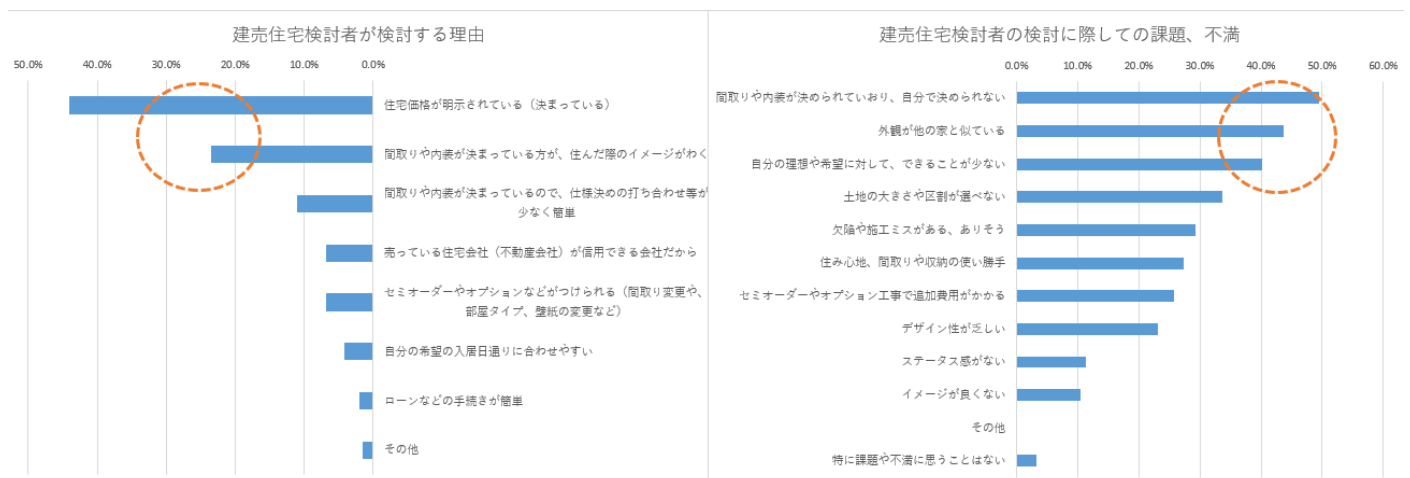 建売住宅検討者が検討する理由
50.0% 40.0% 30.0% 20.0% 10.0% 0.0%
住宅価格が明示されている（決まっている）
間取りや内装が決まっている方が、住んだ際のイメージがわく
間取りや内装が決まっているので、仕様決めの打ち合わせ等が
少なく簡単
売っている住宅会社（不動産会社）が信用できる会社だから
セミオーダーやオプションなどがつけられる（間取り変更や、
部屋タイプ、壁紙の変更など）
自分の希望の入居日通りに合わせやすい
ローンなどの手続きが簡単
その他
建売住宅検討者の検討に際しての課題、不満
0.0% 10.0% 20.0% 30.0% 40.0% 50.0% 60.0%
間取りや内装が決められていおり、自分で決められない
外観が他の家と似ている
自分の理想や希望に対して、できることが少ない
土地の大きさや区割が選べない
欠陥や施工ミスがある、ありそう
住み心地、間取りや収納の使い勝手
セミオーダーやオプション工事で追加費用がかかる
デザイン性が乏しい
ステータス感がない
イメージが良くない
その他
特に課題や不満に思うことはない